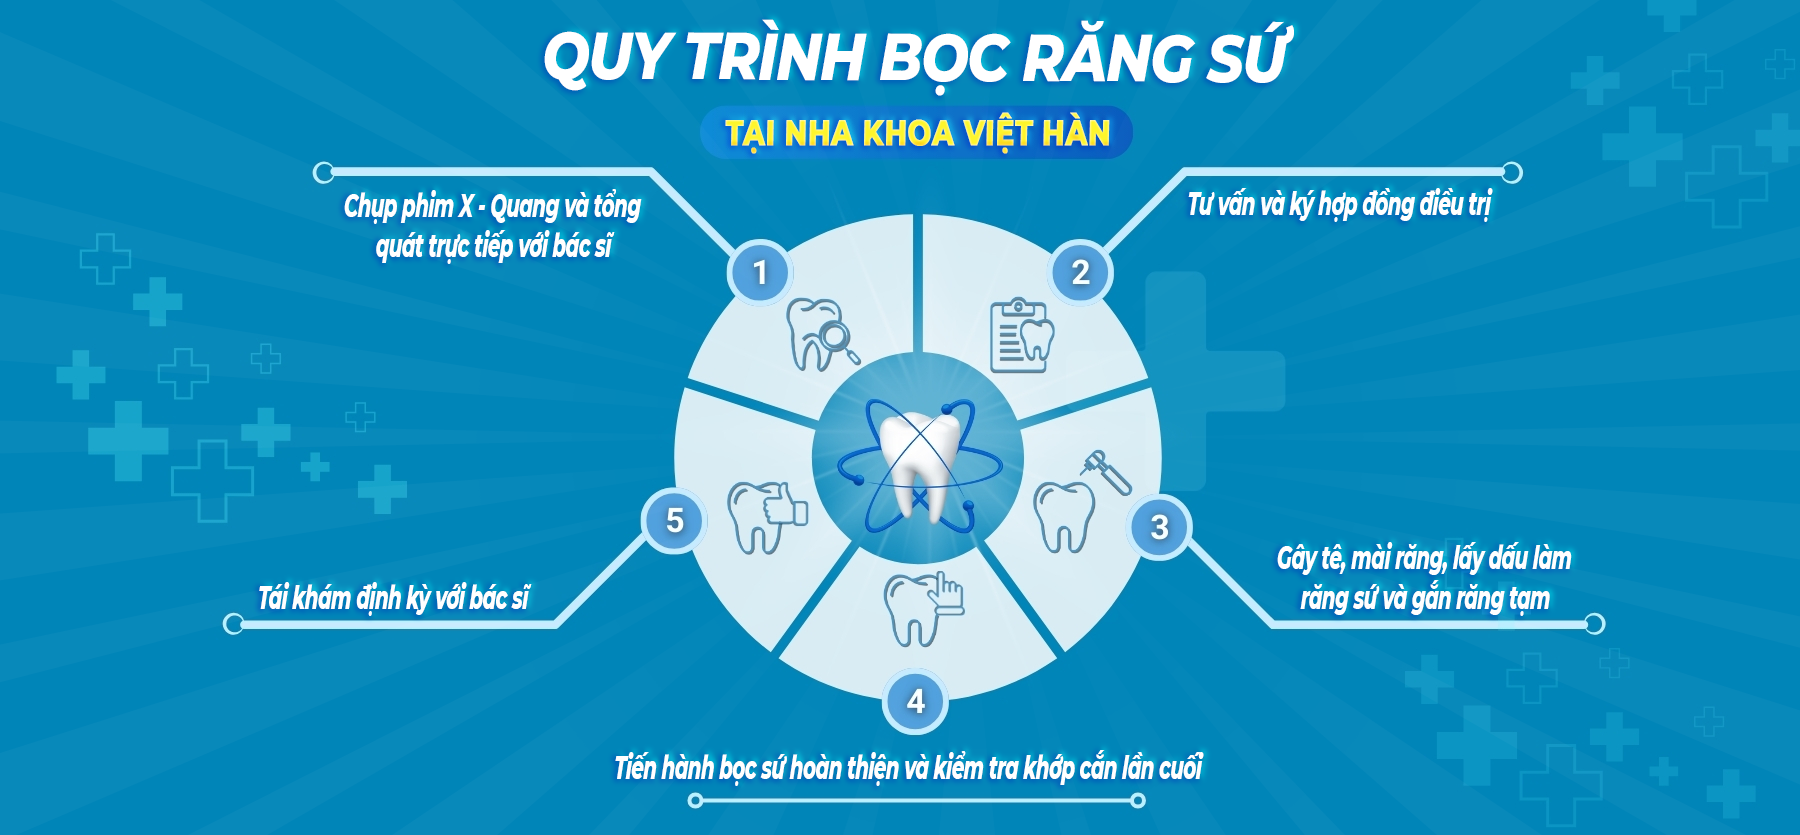 QUY TRÌNH BỌC RĂNG SỨ
TẠI NHA KHOA VIỆT HÀN
1
Chụp phim X - Quang và tổng
quát trực tiếp với bác sĩ
2
Tư vấn và ký hợp đồng điều trị
3
Gây tê, mài răng, lấy dấu làm
răng sứ và gắn răng tạm
4
Tiến hành bọc sứ hoàn thiện và kiểm tra khớp cắn lần cuối
5
Tái khám định kỳ với bác sĩ